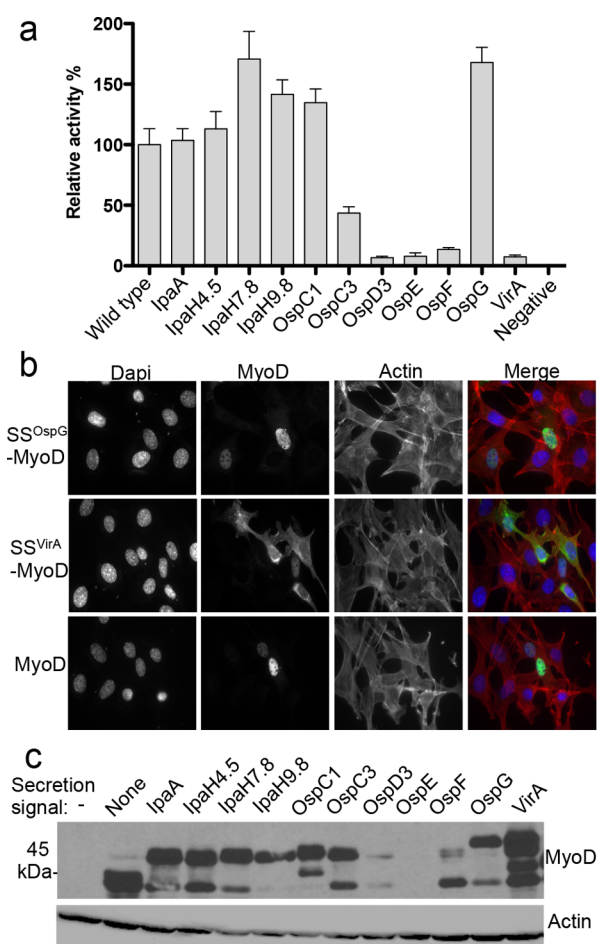 a
Relative activity %
200
150
100
50
0
Wild type
IpaA
IpaH4.5
IpaH7.8
IpaH9.8
OspC1
OspC3
OspD3
OspE
OspF
OspG
VirA
Negative
b
Dapi MyoD Actin Merge
SS^OspG
-MyoD
SS^VirA
-MyoD
MyoD
c
Secretion
signal: - None IpaA IpaH4.5 IpaH7.8 IpaH9.8 OspC1 OspC3 OspD3 OspE OspF OspG VirA
45
kDa-
MyoD
Actin